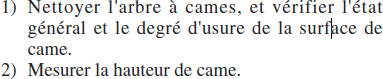 1) Nettoyer l'arbre à cames, et vérifier l'état
général et le degré d'usure de la surface de
came.
2) Mesurer la hauteur de came.